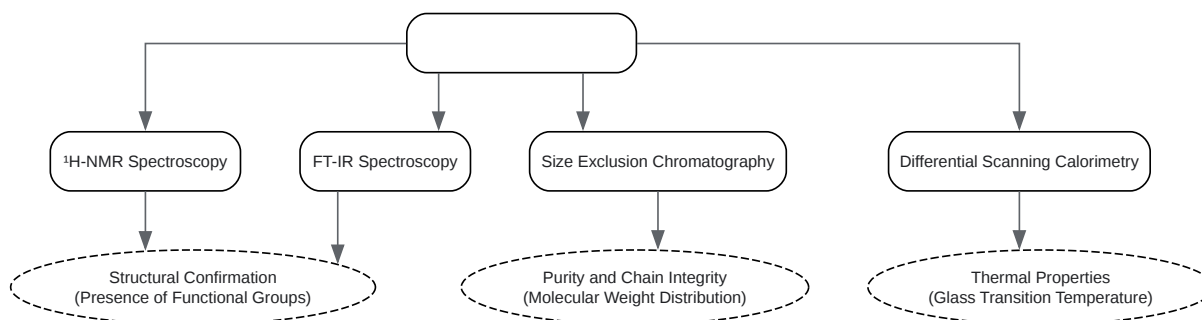 ¹H-NMR Spectroscopy
FT-IR Spectroscopy
Size Exclusion Chromatography
Differential Scanning Calorimetry
Structural Confirmation
(Presence of Functional Groups)
Purity and Chain Integrity
(Molecular Weight Distribution)
Thermal Properties
(Glass Transition Temperature)